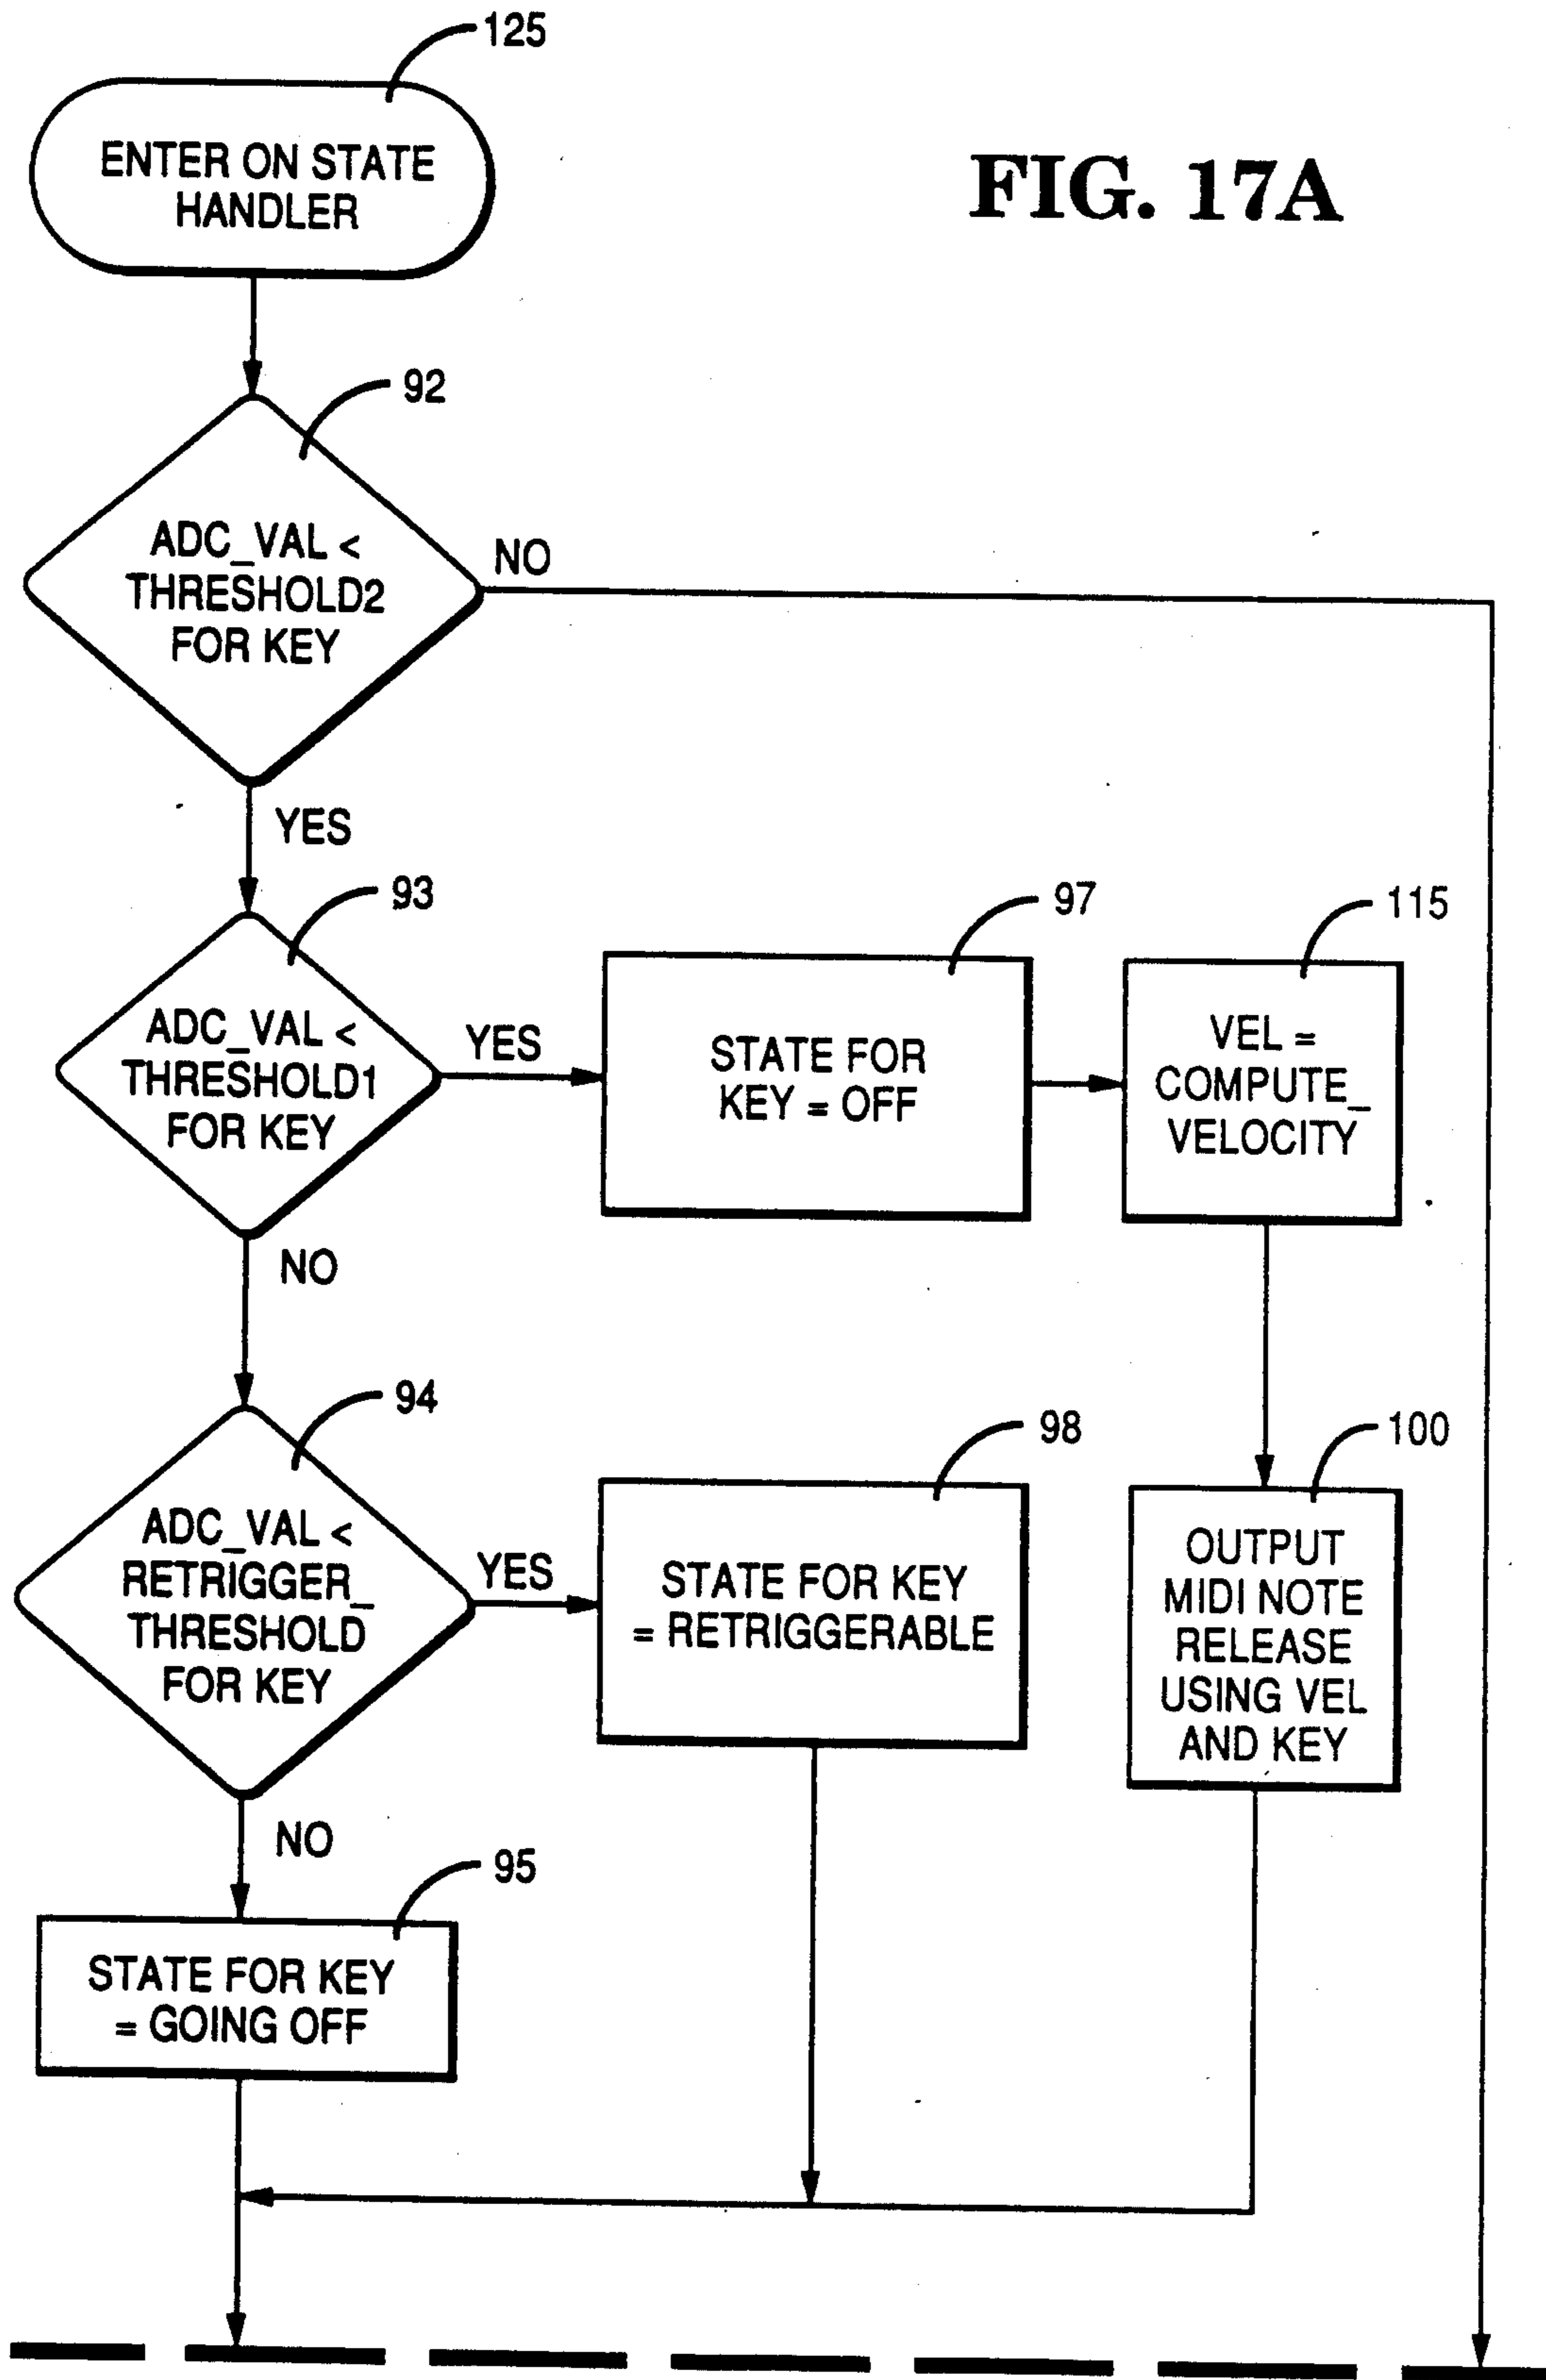 125
ENTER ON STATE
HANDLER
FIG. 17A
92
ADC_VAL <
THRESHOLD2
FOR KEY
NO
YES
93
ADC_VAL <
THRESHOLD1
FOR KEY
YES
97
STATE FOR
KEY = OFF
115
VEL =
COMPUTE_
VELOCITY
NO
94
ADC_VAL <
RETRIGGER_
THRESHOLD
FOR KEY
YES
98
STATE FOR KEY
= RETRIGGERABLE
100
OUTPUT
MIDI NOTE
RELEASE
USING VEL
AND KEY
NO
95
STATE FOR KEY
= GOING OFF